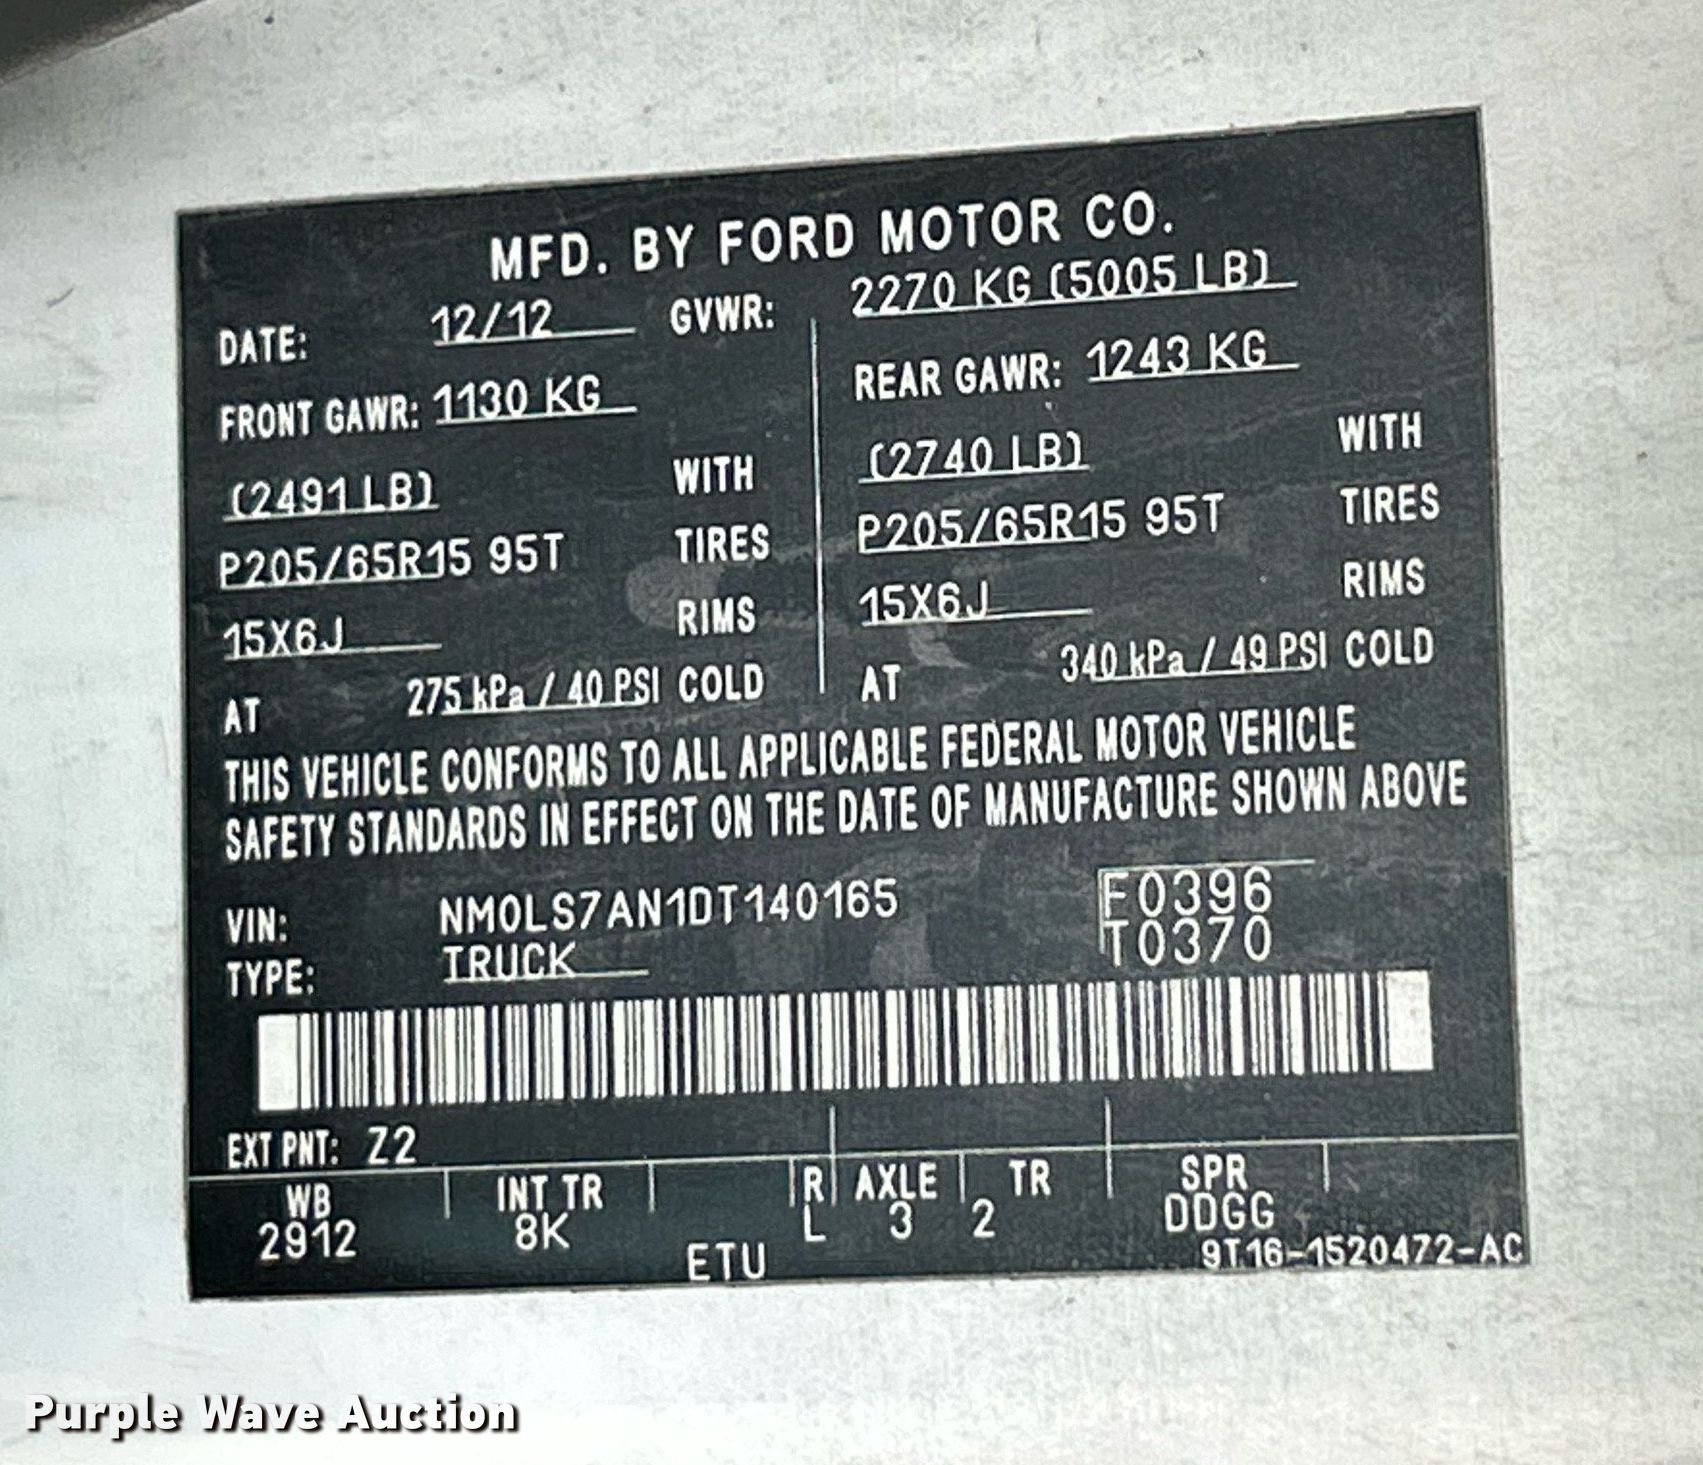 MFD. BY FORD MOTOR CO.
DATE: 12/12 GVWR: 2270 KG (5005 LB)
FRONT GAWR: 1130 KG REAR GAWR: 1243 KG
(2491 LB) WITH (2740 LB) WITH
P205/65R15 95T TIRES P205/65R15 95T TIRES
15X6J RIMS 15X6J RIMS
AT 275 kPa / 40 PSI COLD AT 340 kPa / 49 PSI COLD
THIS VEHICLE CONFORMS TO ALL APPLICABLE FEDERAL MOTOR VEHICLE
SAFETY STANDARDS IN EFFECT ON THE DATE OF MANUFACTURE SHOWN ABOVE
VIN: NM0LS7AN1DT140165 F0396
TYPE: TRUCK T0370
EXT PNT: Z2
WB INT TR R AXLE TR SPR
2912 8K L 3 2 DDGG
ETU 9T16-1520472-AC
Purple Wave Auction